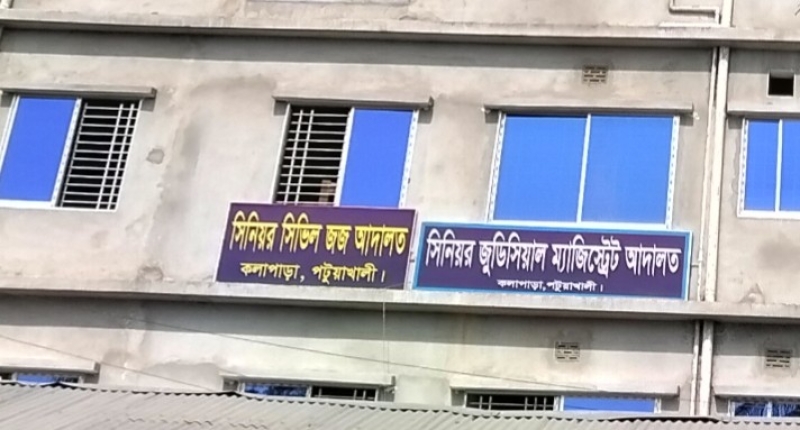 সিনিয়র সিভিল জজ আদালত
কলাপাড়া, পটুয়াখালী।
সিনিয়র জুডিসিয়াল ম্যাজিস্ট্রেট আদালত
কলাপাড়া, পটুয়াখালী।